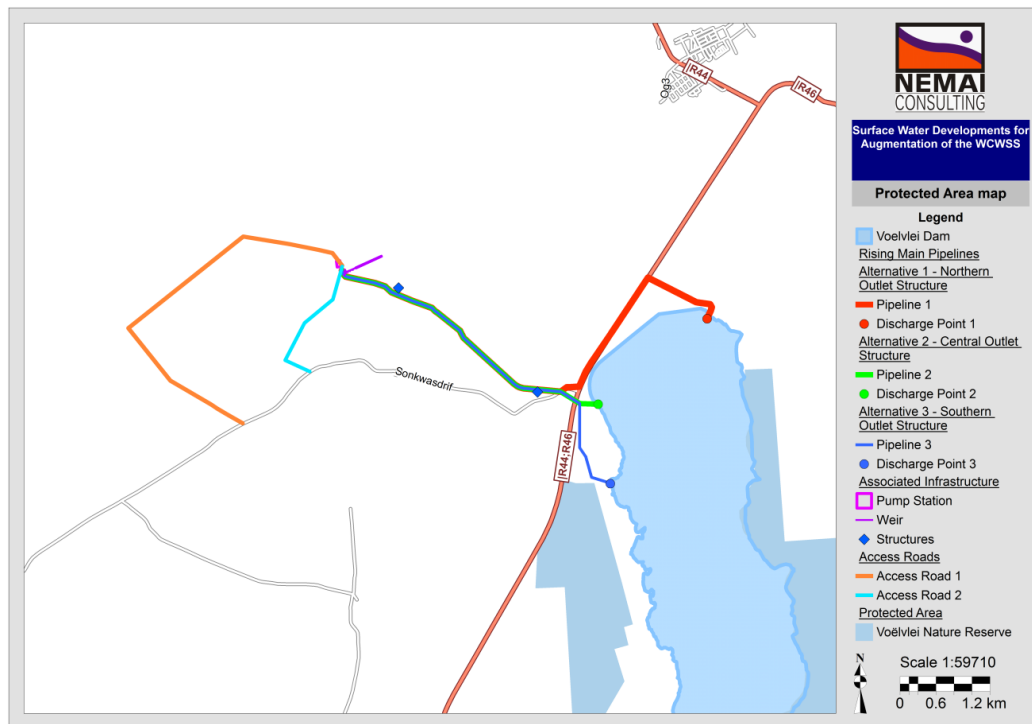 Og3
|R44
|R46
Sonkwasdrif
|R44;R46
NEMAI
CONSULTING
Surface Water Developments for
Augmentation of the WCWSS
Protected Area map
Legend
Voelvlei Dam
Rising Main Pipelines
Alternative 1 - Northern
Outlet Structure
Pipeline 1
Discharge Point 1
Alternative 2 - Central Outlet
Structure
Pipeline 2
Discharge Point 2
Alternative 3 - Southern
Outlet Structure
Pipeline 3
Discharge Point 3
Associated Infrastructure
Pump Station
Weir
Structures
Access Roads
Access Road 1
Access Road 2
Protected Area
Voëlvlei Nature Reserve
N
Scale 1:59710
0 0.6 1.2 km